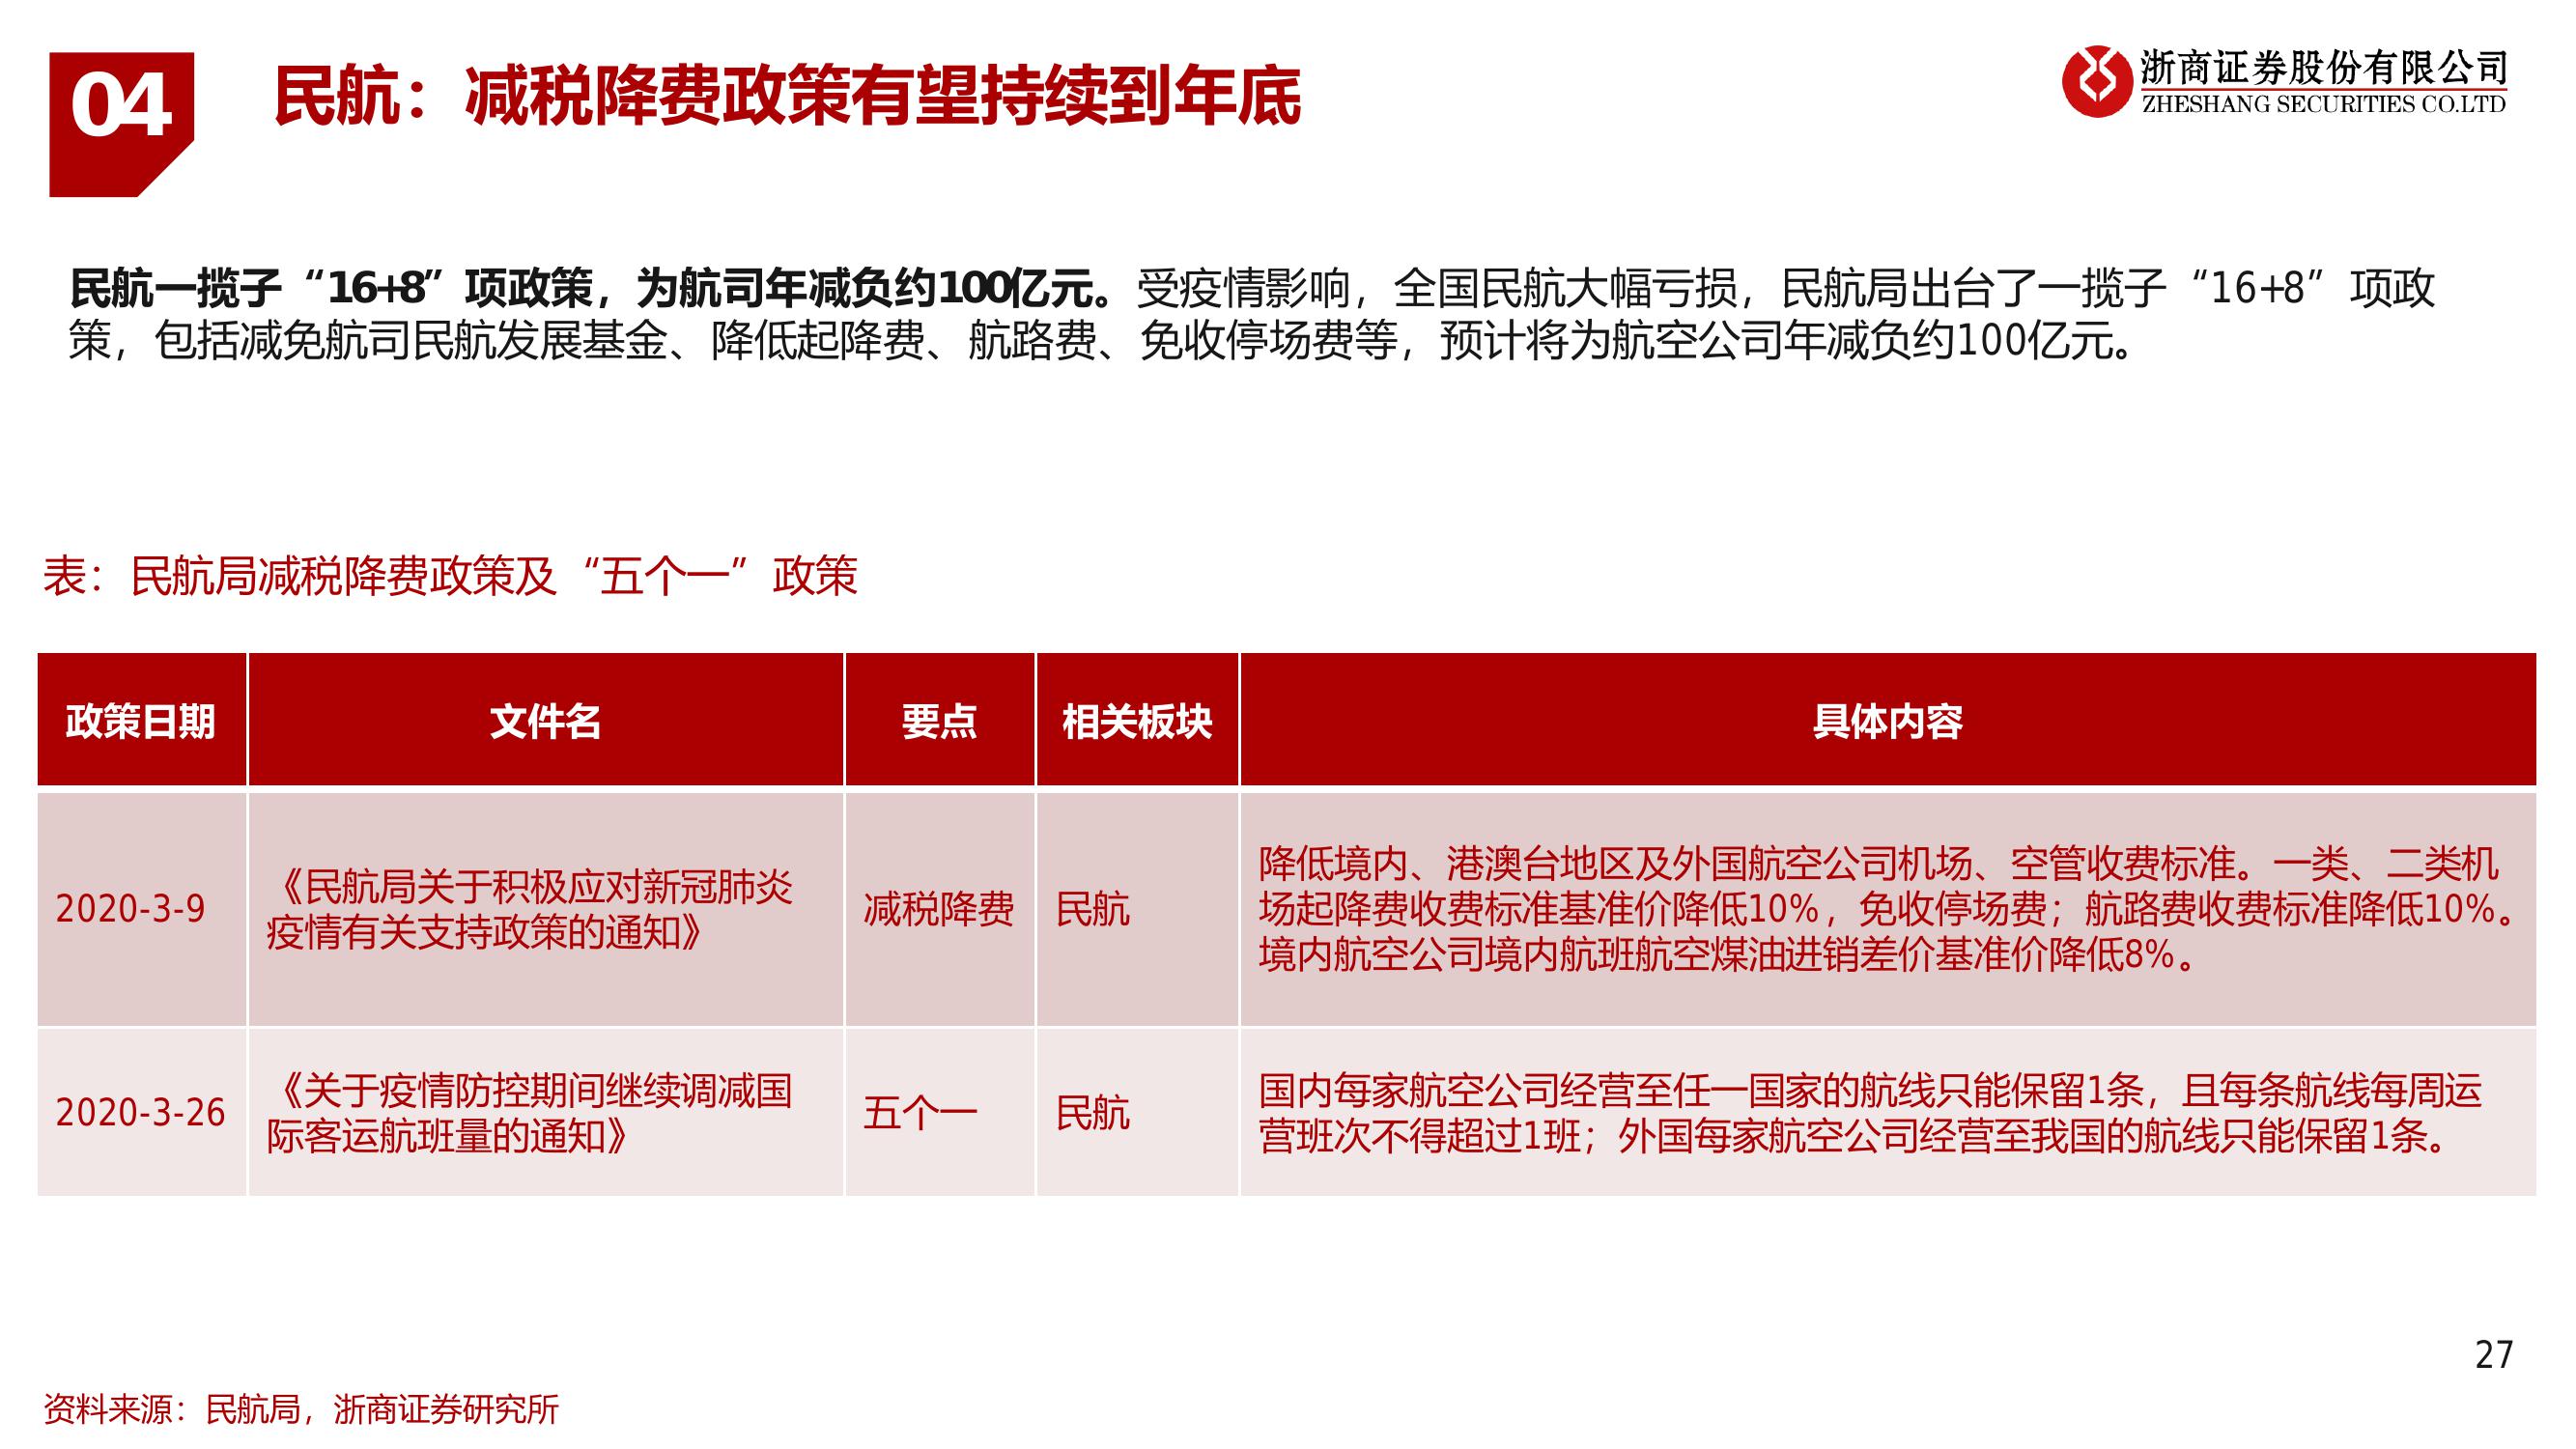 04
民航：减税降费政策有望持续到年底
浙商证券股份有限公司
ZHESHANG SECURITIES CO.LTD
民航一揽子“16+8”项政策，为航司年减负约100亿元。受疫情影响，全国民航大幅亏损，民航局出台了一揽子“16+8”项政
策，包括减免航司民航发展基金、降低起降费、航路费、免收停场费等，预计将为航空公司年减负约100亿元。
表：民航局减税降费政策及“五个一”政策
政策日期 文件名 要点 相关板块 具体内容
2020-3-9
《民航局关于积极应对新冠肺炎
疫情有关支持政策的通知》
减税降费
民航
降低境内、港澳台地区及外国航空公司机场、空管收费标准。一类、二类机
场起降费收费标准基准价降低10%，免收停场费；航路费收费标准降低10%。
境内航空公司境内航班航空煤油进销差价基准价降低8%。
2020-3-26
《关于疫情防控期间继续调减国
际客运航班量的通知》
五个一
民航
国内每家航空公司经营至任一国家的航线只能保留1条，且每条航线每周运
营班次不得超过1班；外国每家航空公司经营至我国的航线只能保留1条。
27
资料来源：民航局，浙商证券研究所